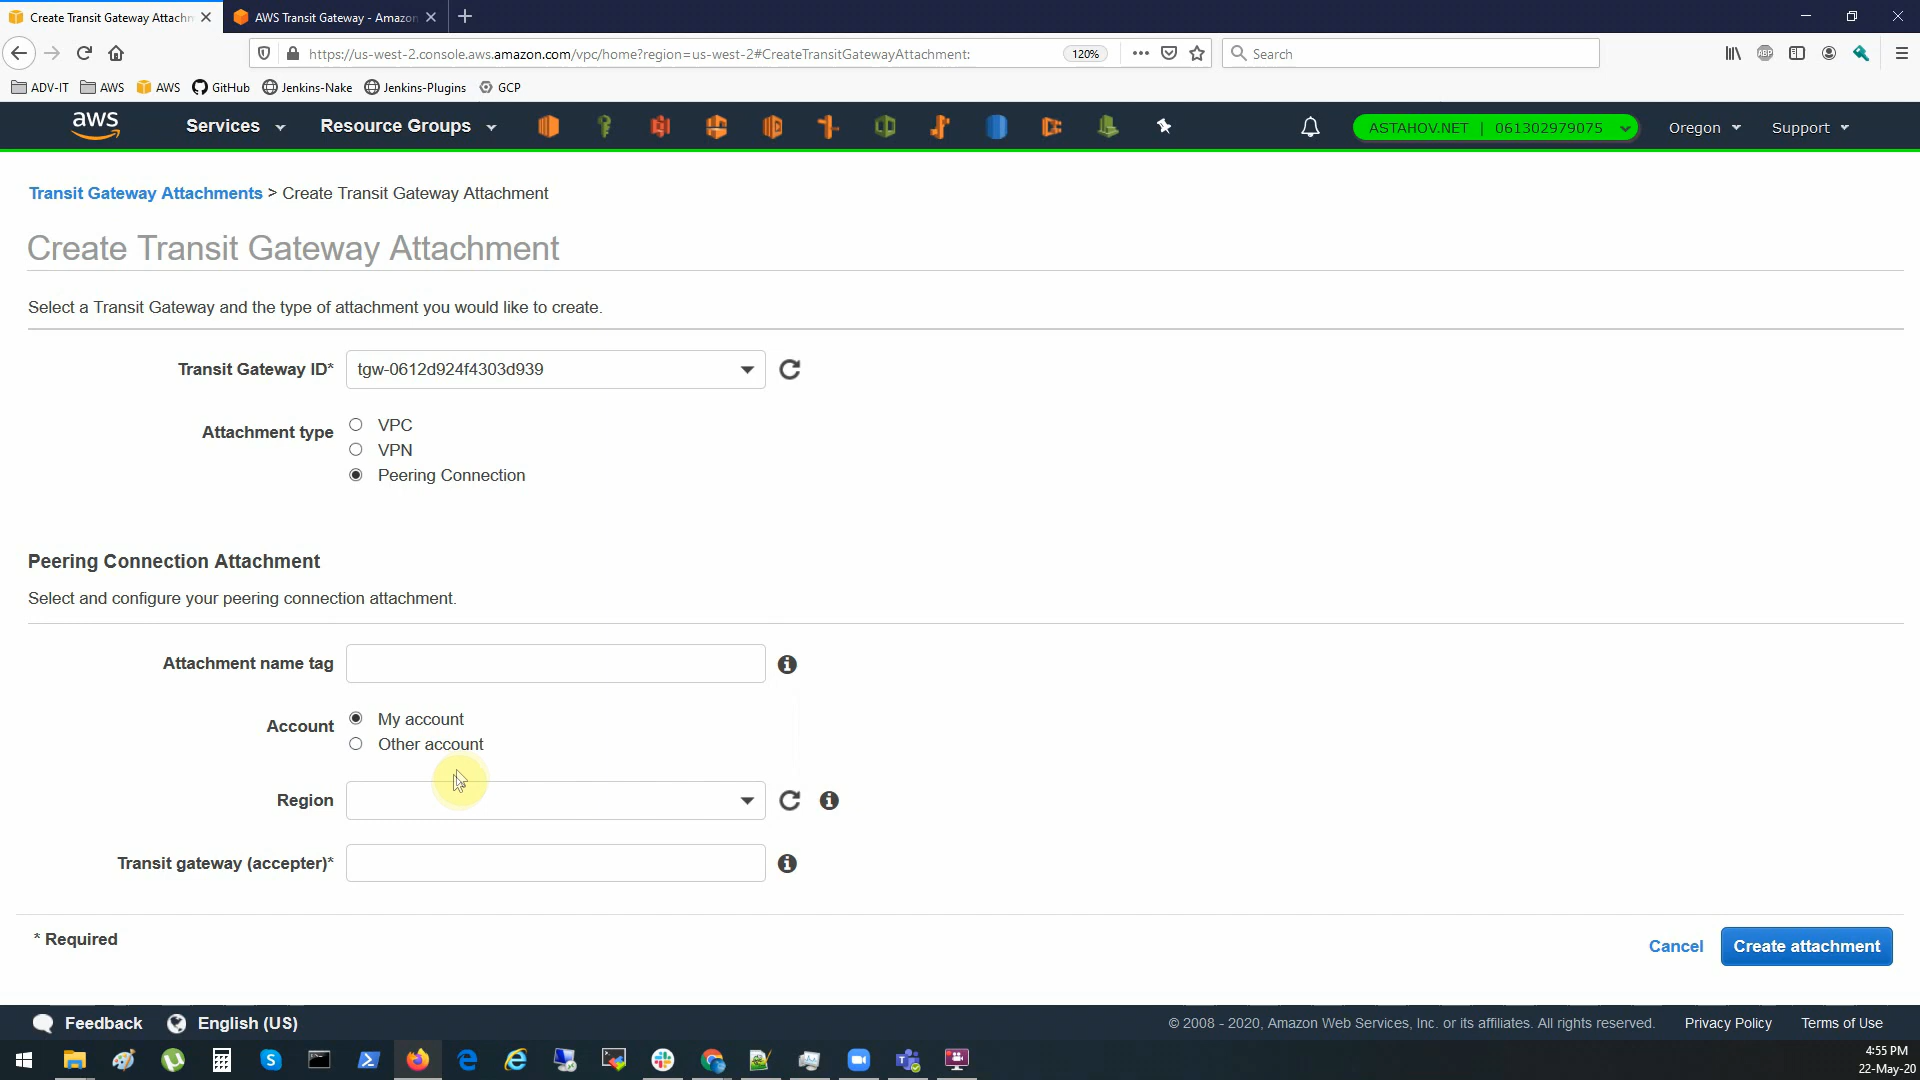 Create Transit Gateway Attachm
AWS Transit Gateway - Amazon
https://us-west-2.console.aws.amazon.com/vpc/home?region=us-west-2#CreateTransitGatewayAttachment:
120%
Search
ABP
ADV-IT
AWS
AWS
GitHub
Jenkins-Nake
Jenkins-Plugins
GCP
aws
Services
Resource Groups
ASTAHOV.NET | 061302979075
Oregon
Support
Transit Gateway Attachments > Create Transit Gateway Attachment
Create Transit Gateway Attachment
Select a Transit Gateway and the type of attachment you would like to create.
Transit Gateway ID* tgw-0612d924f4303d939
Attachment type
VPC
VPN
Peering Connection
Peering Connection Attachment
Select and configure your peering connection attachment.
Attachment name tag
Account
My account
Other account
Region
Transit gateway (accepter)*
* Required
Cancel
Create attachment
Feedback
English (US)
© 2008 - 2020, Amazon Web Services, Inc. or its affiliates. All rights reserved.
Privacy Policy
Terms of Use
4:55 PM
22-May-20